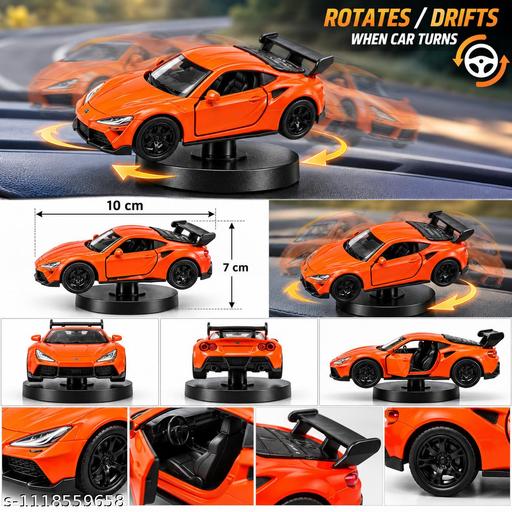 ROTATES / DRIFTS
WHEN CAR TURNS
10 cm
7 cm
s-1118559658